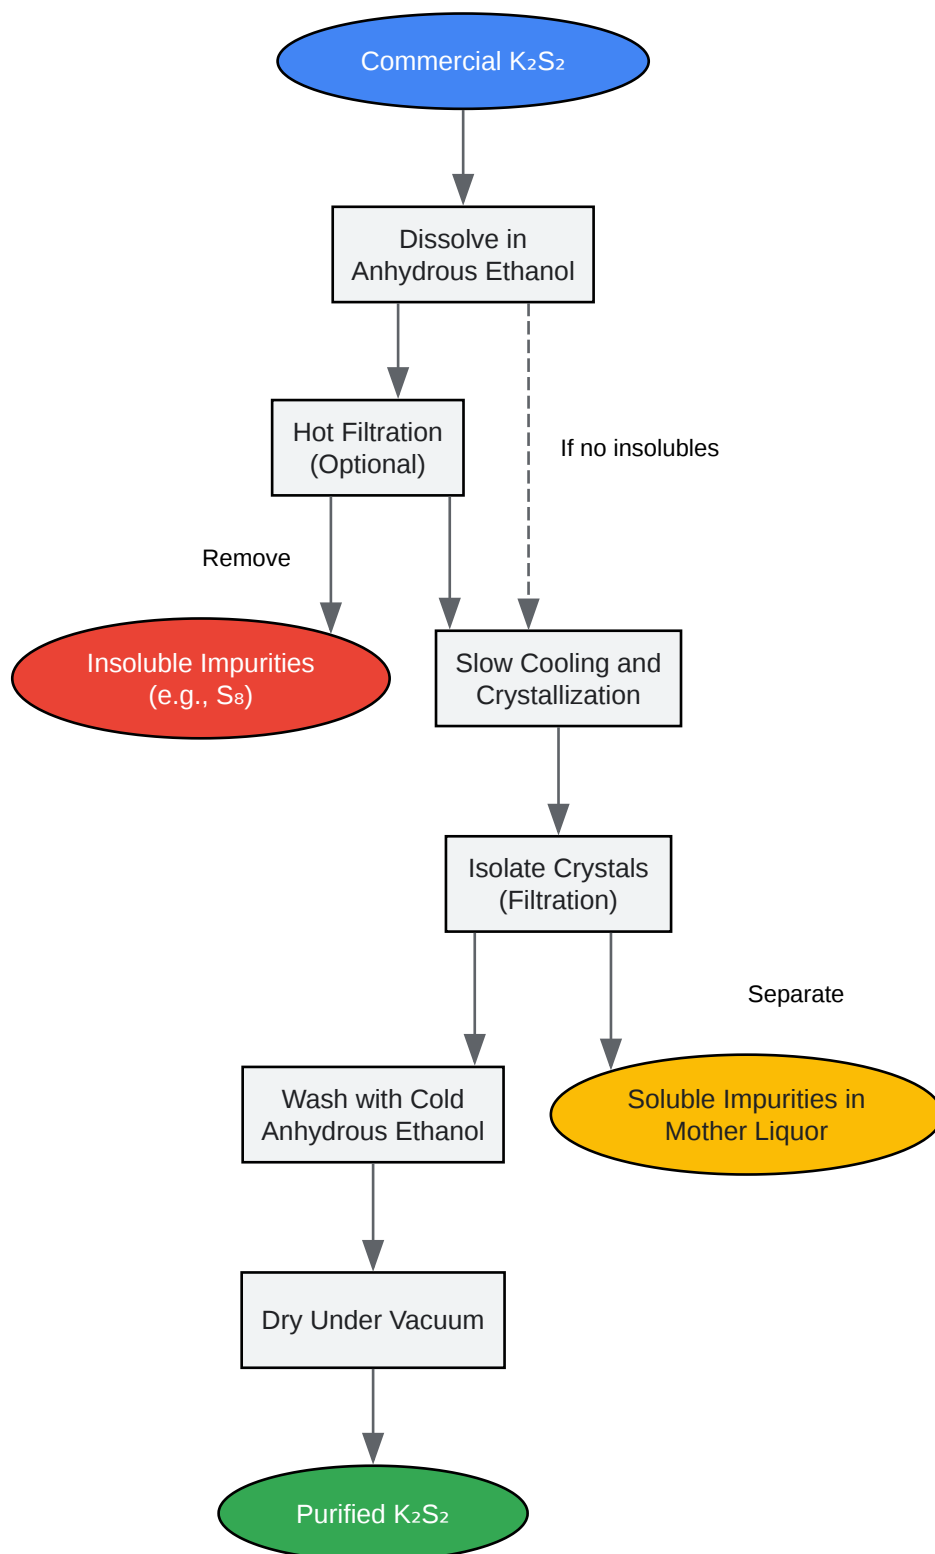 Commercial K₂S₂
Dissolve in
Anhydrous Ethanol
Hot Filtration
(Optional)
If no insolubles
Remove
Insoluble Impurities
(e.g., S₈)
Slow Cooling and
Crystallization
Isolate Crystals
(Filtration)
Separate
Wash with Cold
Anhydrous Ethanol
Soluble Impurities in
Mother Liquor
Dry Under Vacuum
Purified K₂S₂